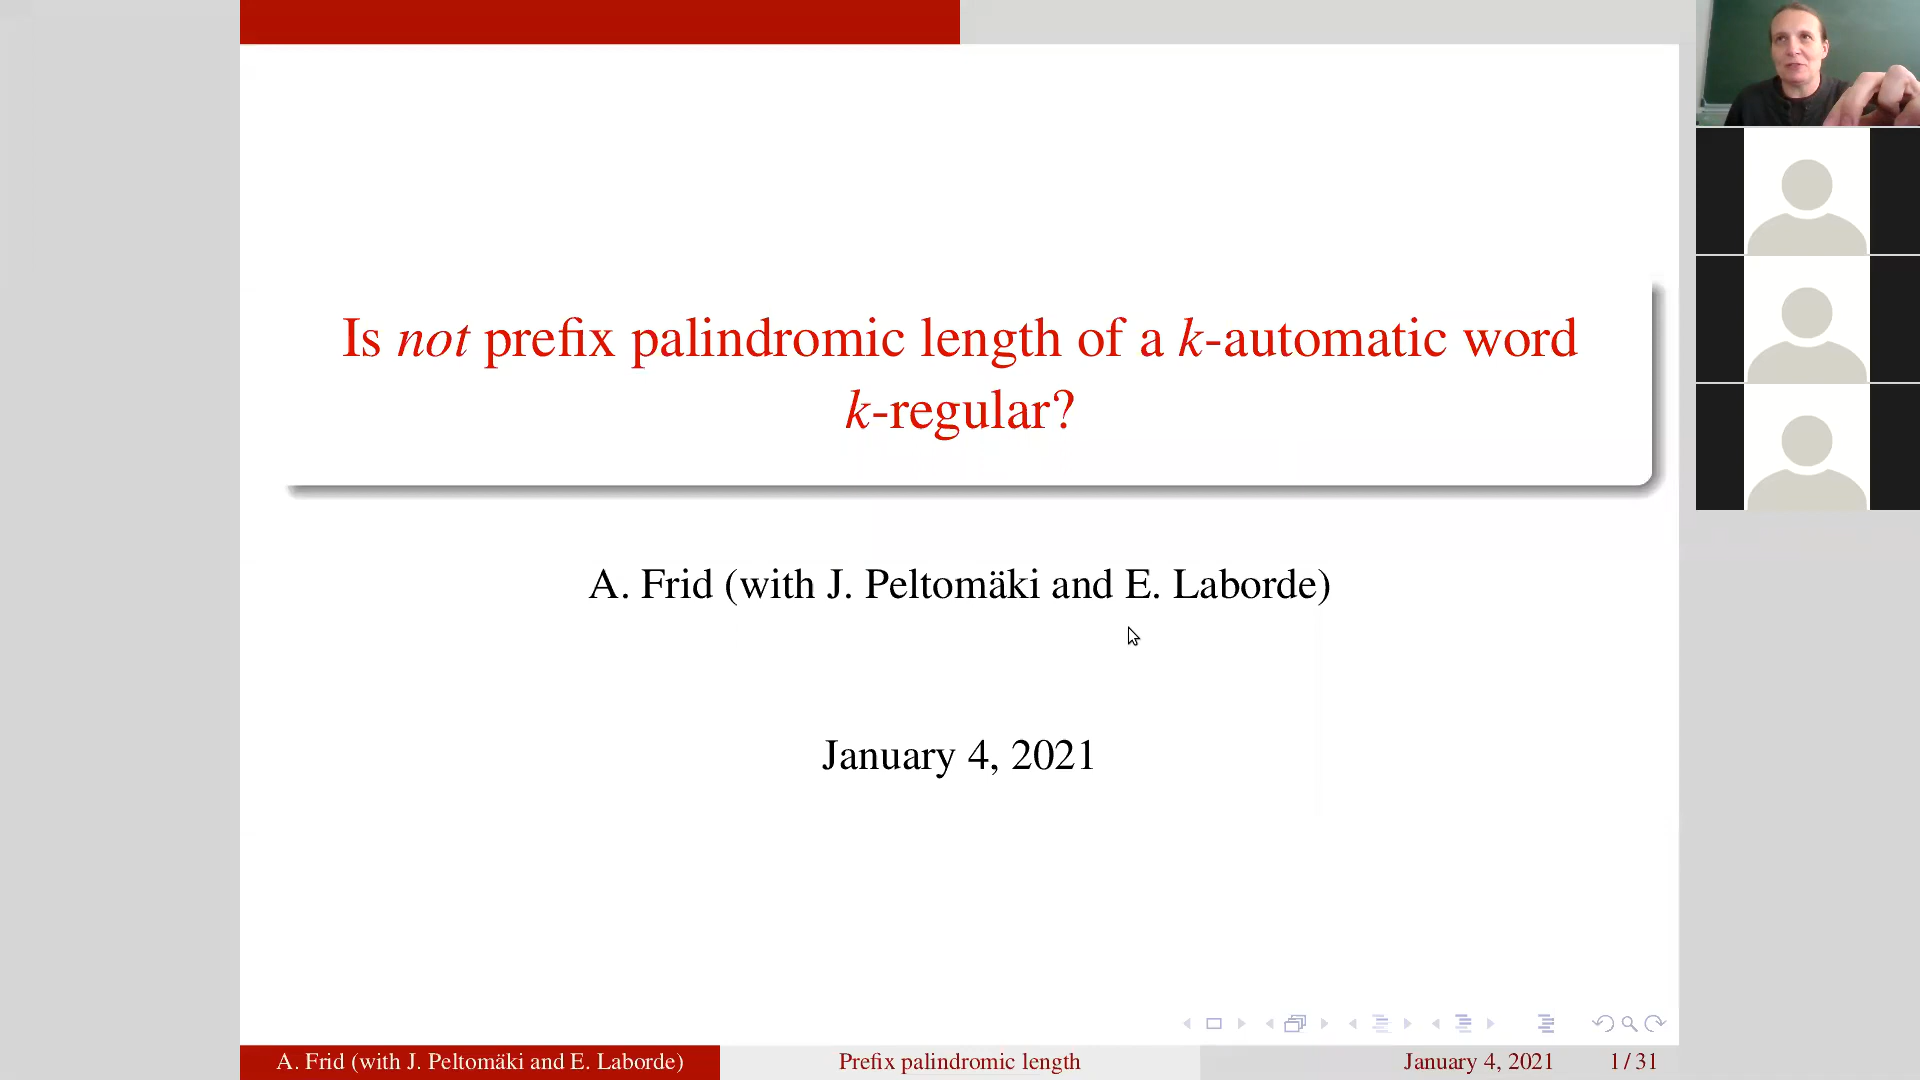 Is not prefix palindromic length of a k-automatic word
k-regular?
A. Frid (with J. Peltomäki and E. Laborde)
January 4, 2021
A. Frid (with J. Peltomäki and E. Laborde) Prefix palindromic length January 4, 2021 1 / 31